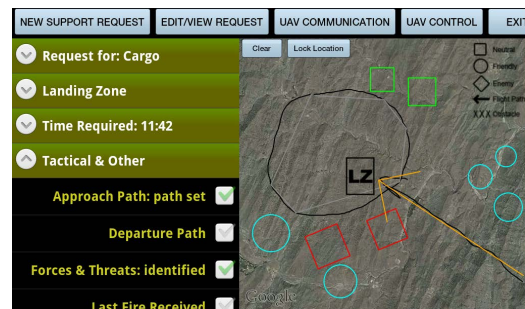 NEW SUPPORT REQUEST
EDIT/VIEW REQUEST
UAV COMMUNICATION
UAV CONTROL
EXIT
Request for: Cargo
Landing Zone
Time Required: 11:42
Tactical & Other
Approach Path: path set
Departure Path
Forces & Threats: identified
Last Fire Received
Clear
Lock Location
Neutral
Friendly
Enemy
Flight Path
XXX Obstacle
LZ
Google